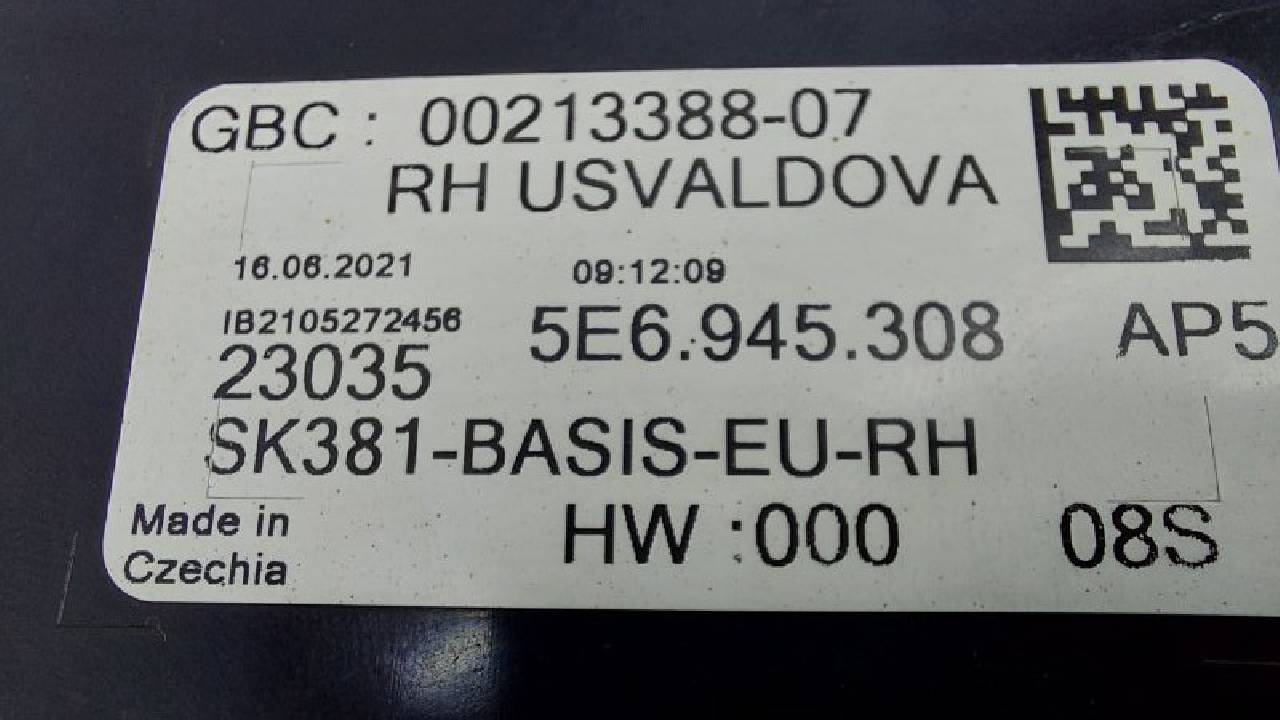 GBC : 00213388-07
RH USVALDOVA
16.06.2021 09:12:09
IB2105272456 5E6.945.308 AP5
23035
SK381-BASIS-EU-RH
Made in HW :000 08S
Czechia